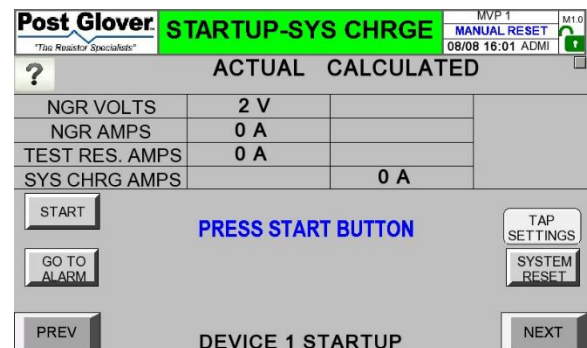 Post Glover.
"The Resistor Specialists"
STARTUP-SYS CHRGE
MVP 1
MANUAL RESET
08/08 16:01 ADMI
M1.0
?
ACTUAL CALCULATED
NGR VOLTS 2 V
NGR AMPS 0 A
TEST RES. AMPS 0 A
SYS CHRG AMPS 0 A
START
PRESS START BUTTON
TAP
SETTINGS
GO TO
ALARM
SYSTEM
RESET
PREV
DEVICE 1 STARTUP
NEXT